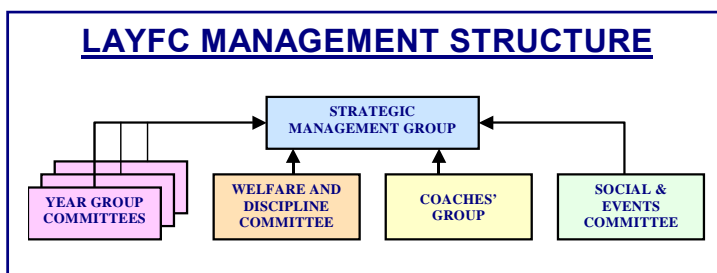 LAYFC MANAGEMENT STRUCTURE
STRATEGIC
MANAGEMENT GROUP
YEAR GROUP
COMMITTEES
WELFARE AND
DISCIPLINE
COMMITTEE
COACHES'
GROUP
SOCIAL &
EVENTS
COMMITTEE